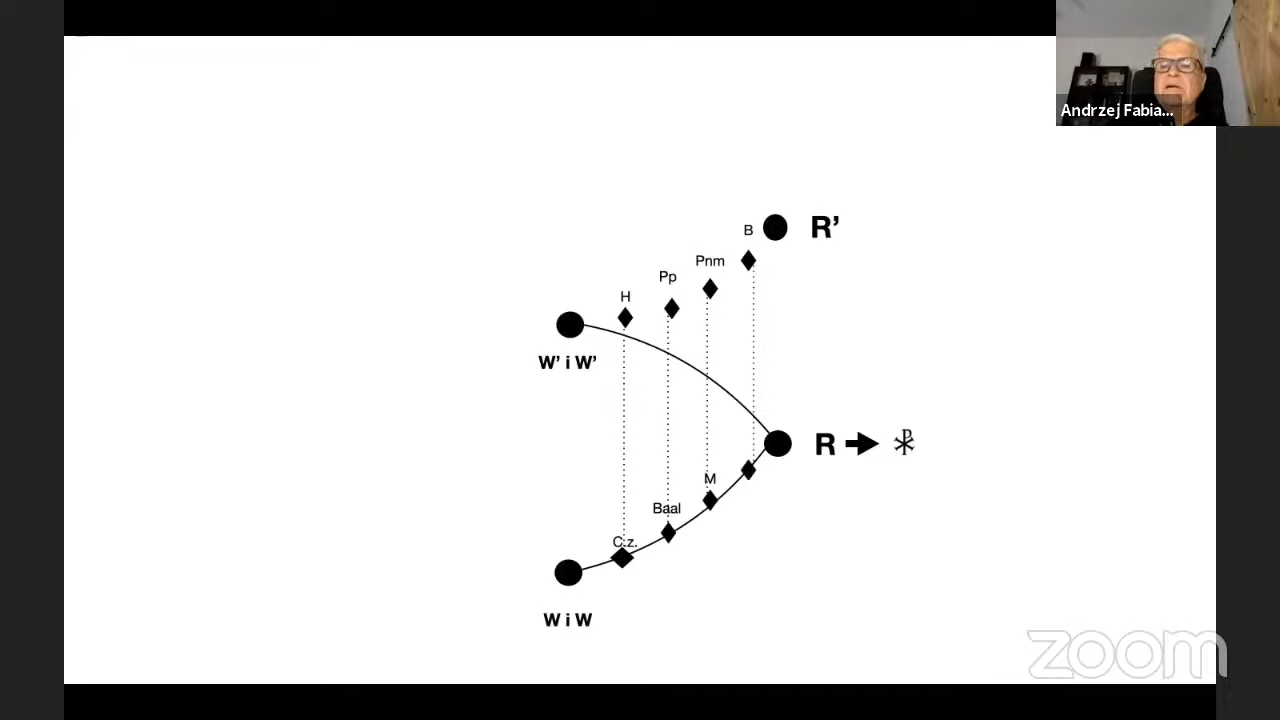 Andrzej Fabia...
B
R’
Pnm
Pp
H
W’ i W’
R
M
Baal
C.z.
W i W
zoom